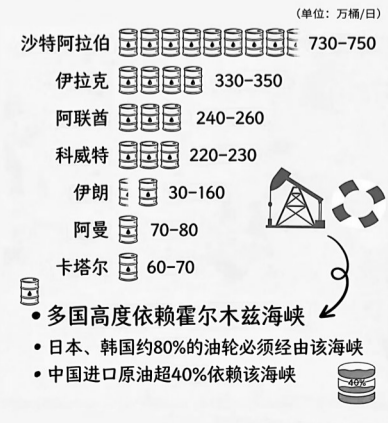 （单位：万桶/日）
沙特阿拉伯 730-750
伊拉克 330-350
阿联酋 240-260
科威特 220-230
伊朗 30-160
阿曼 70-80
卡塔尔 60-70
• 多国高度依赖霍尔木兹海峡
• 日本、韩国约80%的油轮必须经由该海峡
• 中国进口原油超40%依赖该海峡
40%